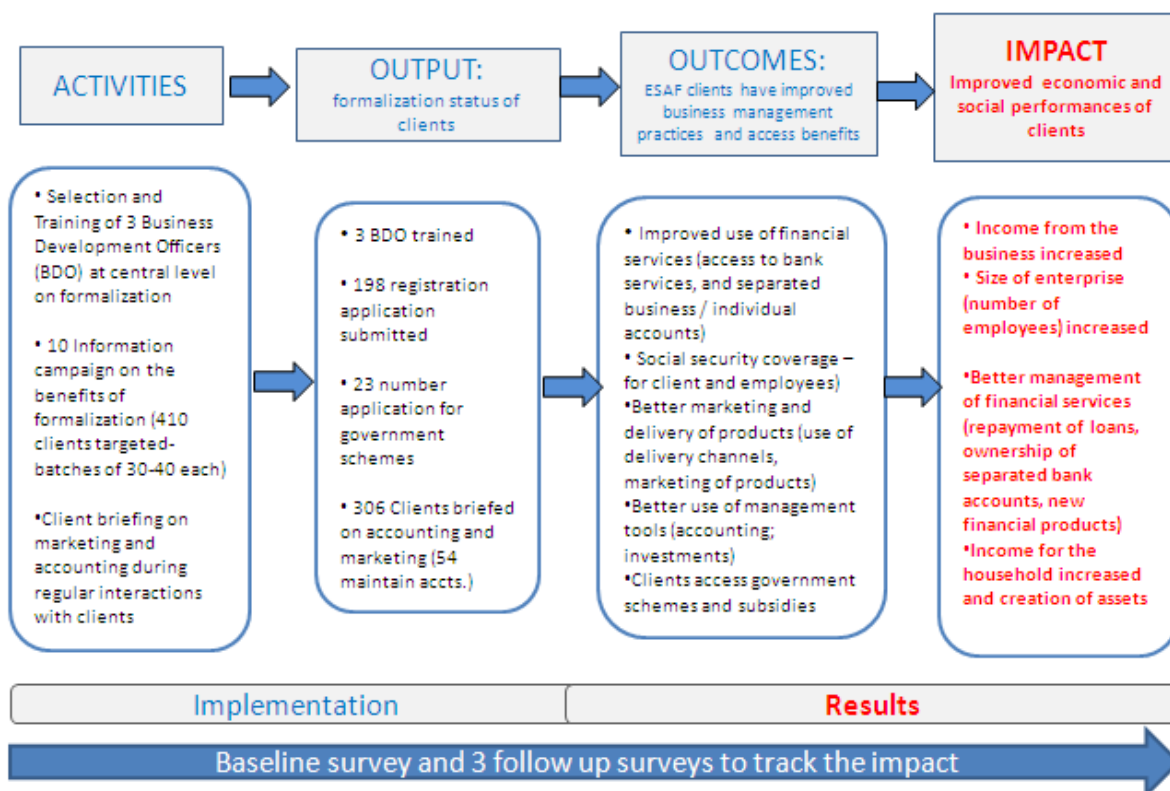 ACTIVITIES
OUTPUT:
formalization status of
clients
OUTCOMES:
ESAF clients have improved
business management
practices and access benefits
IMPACT
Improved economic and
social performances of
clients
• Selection and
Training of 3 Business
Development Officers
(BDO) at central level
on formalization
• 10 Information
campaign on the
benefits of
formalization (410
clients targeted-
batches of 30-40 each)
•Client briefing on
marketing and
accounting during
regular interactions
with clients
• 3 BDO trained
• 198 registration
application
submitted
• 23 number
application for
government
schemes
• 306 Clients briefed
on accounting and
marketing (54
maintain accts.)
• Improved use of financial
services (access to bank
services, and separated
business / individual
accounts)
• Social security coverage –
for client and employees)
•Better marketing and
delivery of products (use of
delivery channels,
marketing of products)
•Better use of management
tools (accounting;
investments)
•Clients access government
schemes and subsidies
• Income from the
business increased
• Size of enterprise
(number of
employees) increased
•Better management
of financial services
(repayment of loans,
ownership of
separated bank
accounts, new
financial products)
•Income for the
household increased
and creation of assets
Implementation
Results
Baseline survey and 3 follow up surveys to track the impact